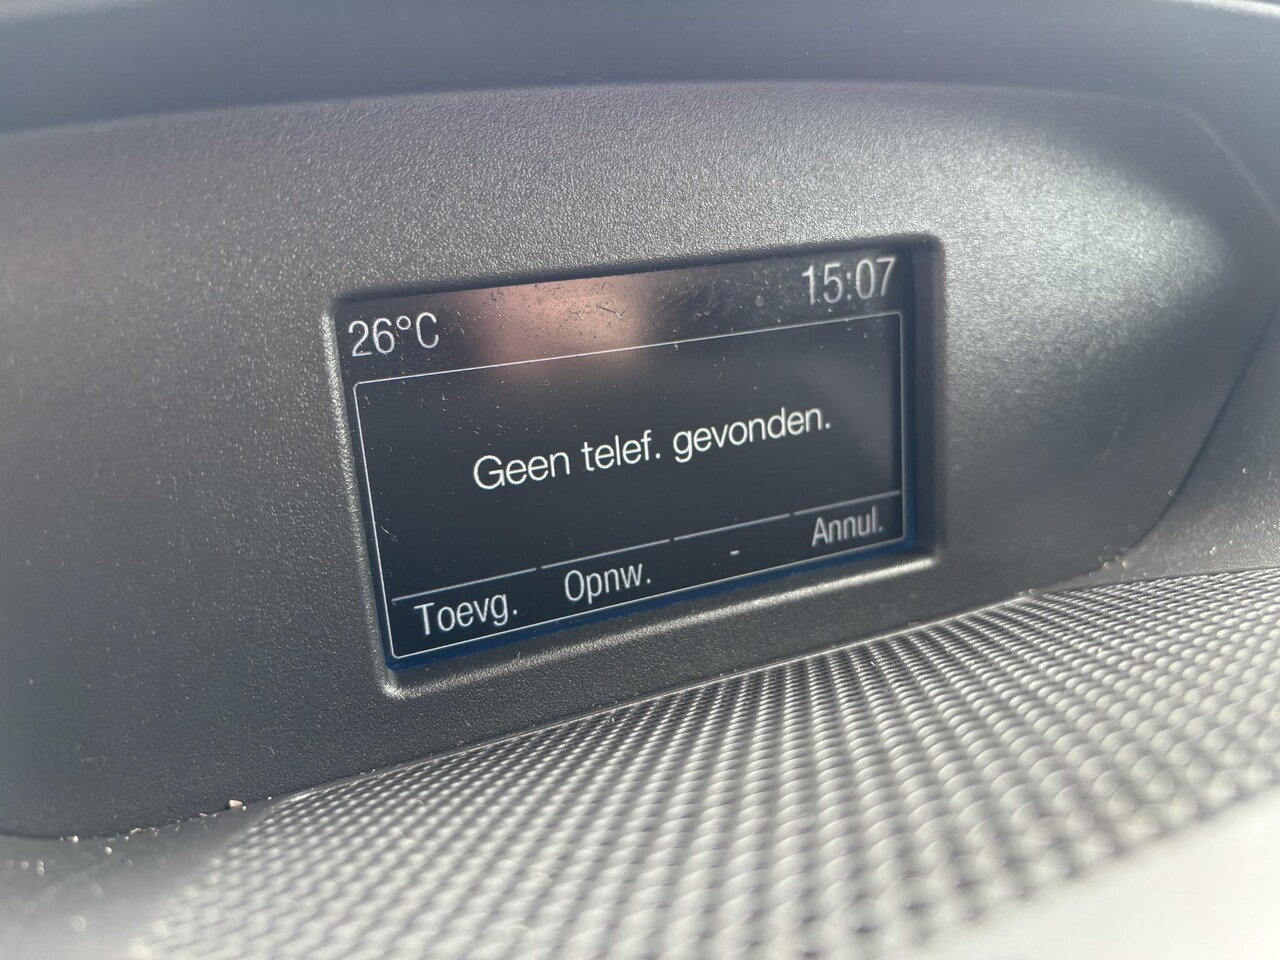 26°C 15:07
Geen telef. gevonden.
Toevg. Opnw. - Annul.